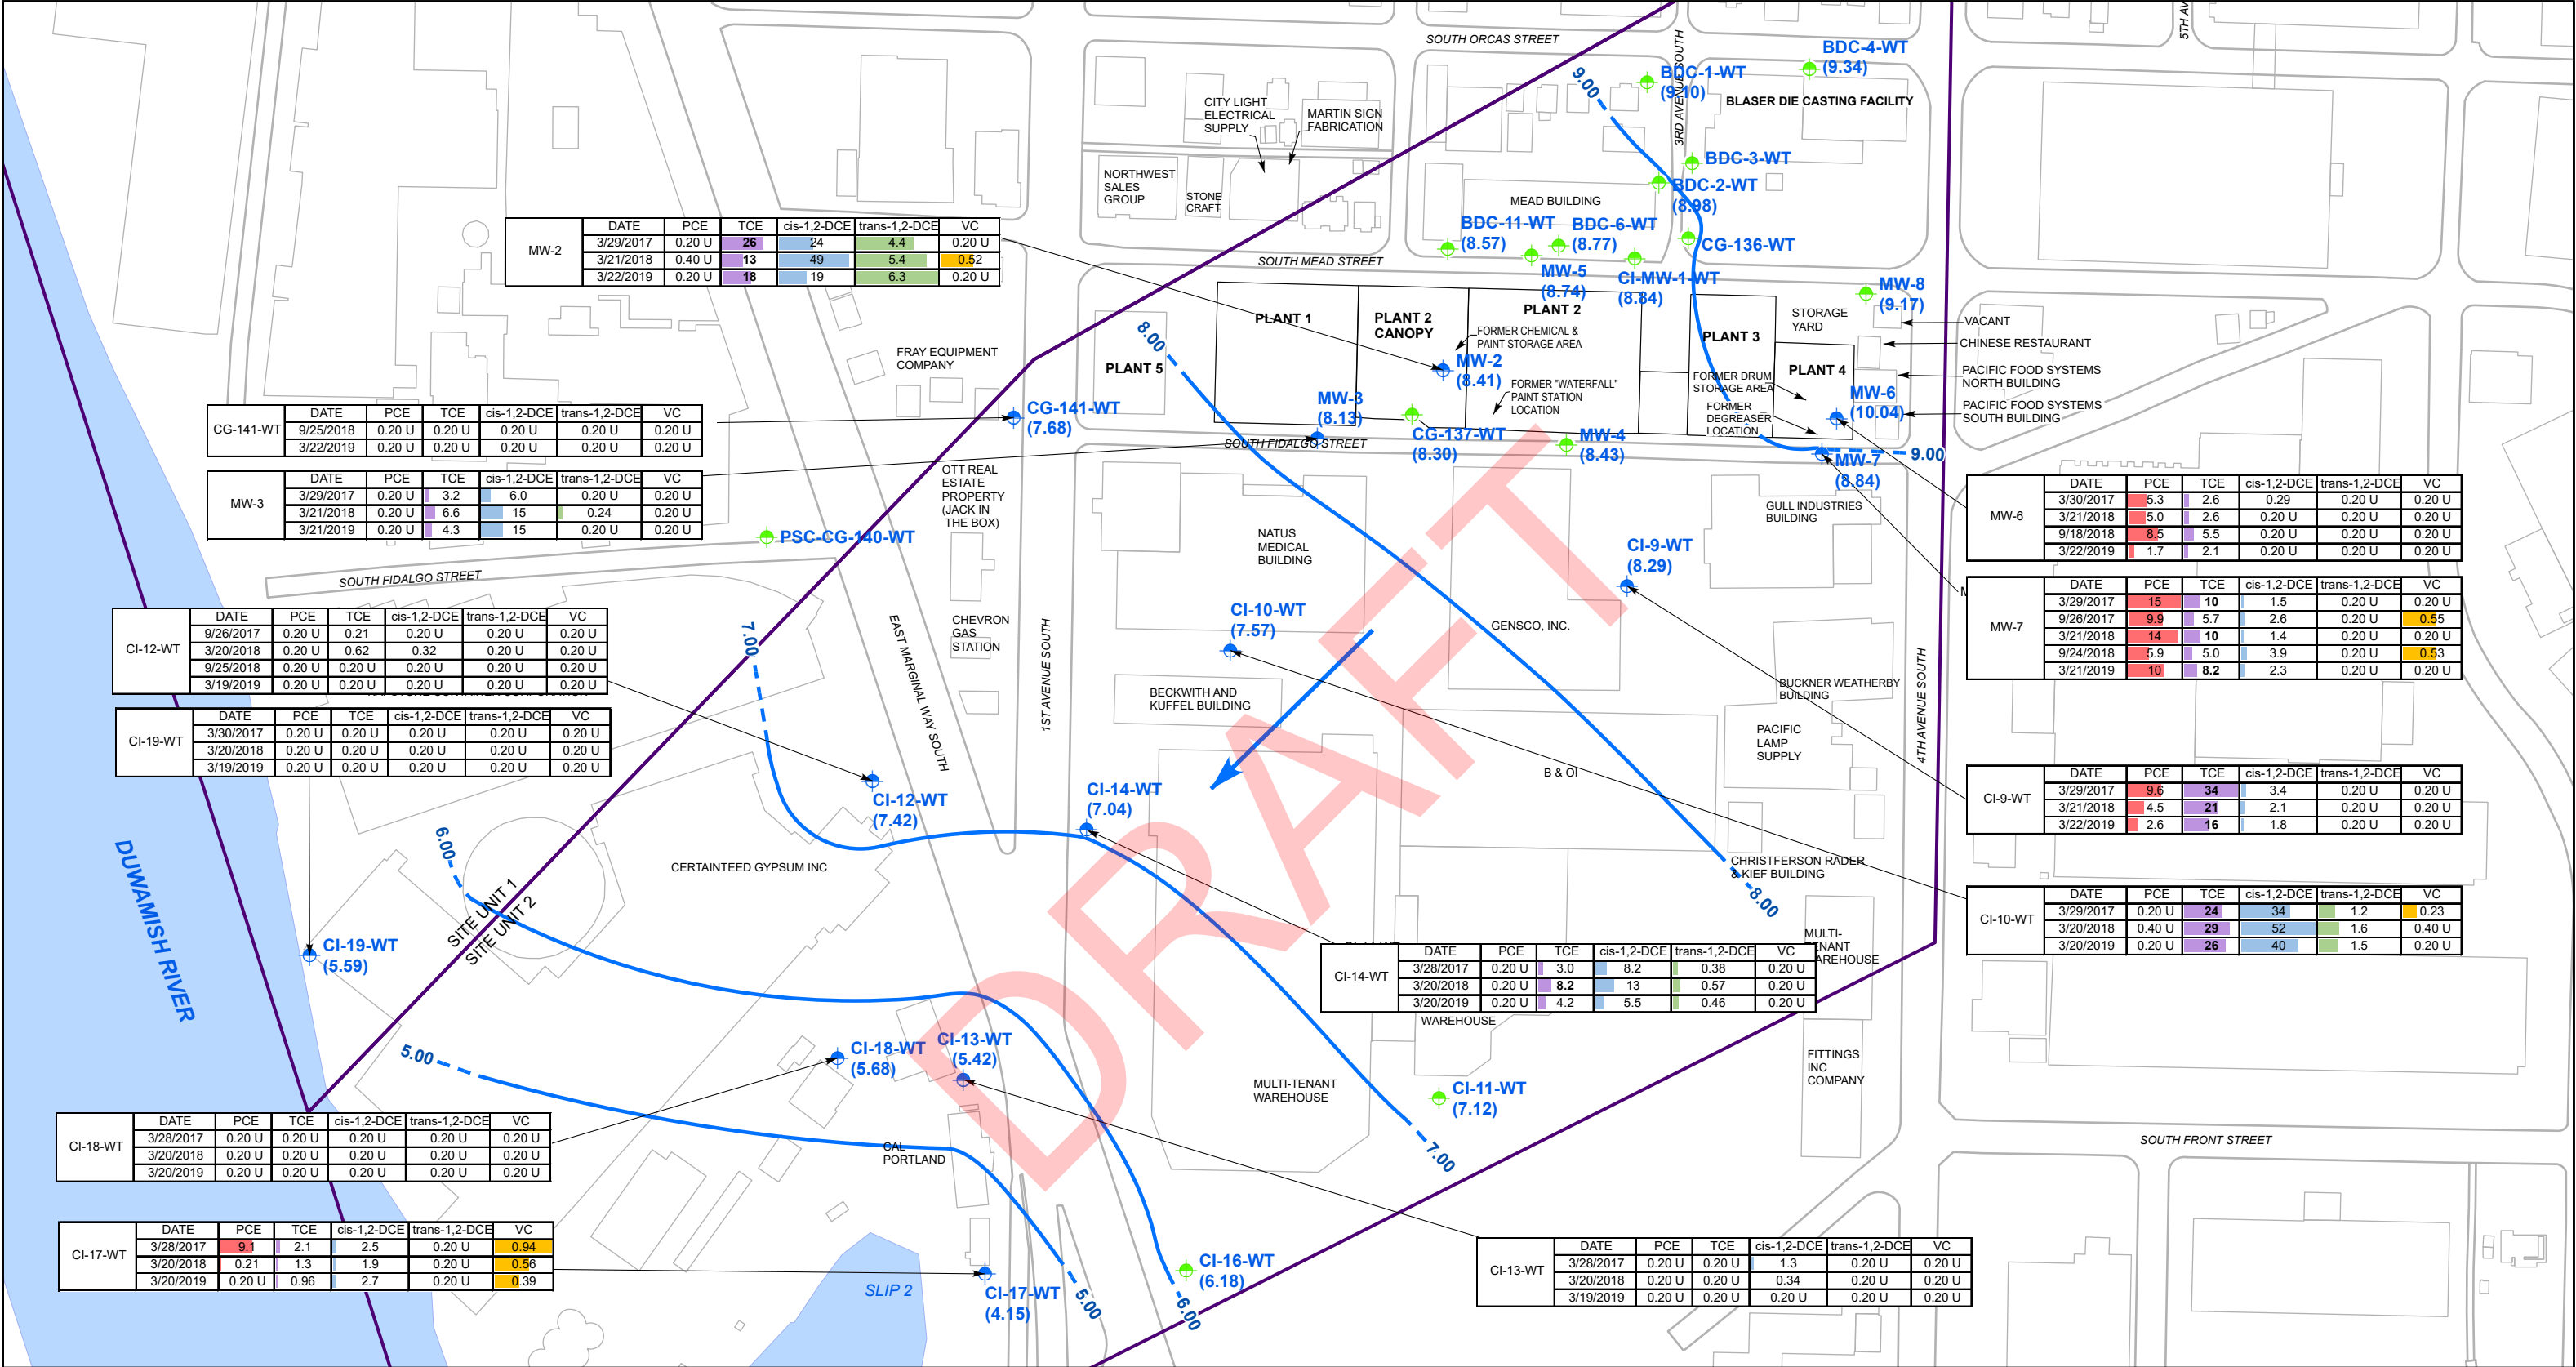 SOUTH ORCAS STREET
3RD AVENUE SOUTH
5TH AV
9.00
BDC-1-WT
(9.10)
BDC-4-WT
(9.34)
BLASER DIE CASTING FACILITY
CITY LIGHT
ELECTRICAL
SUPPLY
MARTIN SIGN
FABRICATION
NORTHWEST
SALES
GROUP
STONE
CRAFT
MEAD BUILDING
BDC-3-WT
BDC-2-WT
(8.98)
BDC-11-WT
(8.57)
BDC-6-WT
(8.77)
CG-136-WT
SOUTH MEAD STREET
MW-5
(8.74)
CI-MW-1-WT
(8.84)
MW-8
(9.17)
MW-2
DATE PCE TCE cis-1,2-DCE trans-1,2-DCE VC
3/29/2017 0.20 U 26 24 4.4 0.20 U
3/21/2018 0.40 U 13 49 5.4 0.52
3/22/2019 0.20 U 18 19 6.3 0.20 U
PLANT 1
PLANT 2
CANOPY
PLANT 2
PLANT 3
PLANT 4
PLANT 5
STORAGE
YARD
VACANT
CHINESE RESTAURANT
PACIFIC FOOD SYSTEMS
NORTH BUILDING
PACIFIC FOOD SYSTEMS
SOUTH BUILDING
FORMER CHEMICAL &
PAINT STORAGE AREA
FORMER "WATERFALL"
PAINT STATION
LOCATION
FORMER DRUM
STORAGE AREA
FORMER
DEGREASER
LOCATION
8.00
FRAY EQUIPMENT
COMPANY
MW-2
(8.41)
MW-3
(8.13)
MW-6
(10.04)
CG-141-WT
(7.68)
CG-137-WT
(8.30)
MW-4
(8.43)
MW-7
(8.84)
9.00
SOUTH FIDALGO STREET
CG-141-WT
DATE PCE TCE cis-1,2-DCE trans-1,2-DCE VC
9/25/2018 0.20 U 0.20 U 0.20 U 0.20 U 0.20 U
3/22/2019 0.20 U 0.20 U 0.20 U 0.20 U 0.20 U
MW-3
DATE PCE TCE cis-1,2-DCE trans-1,2-DCE VC
3/29/2017 0.20 U 3.2 6.0 0.20 U 0.20 U
3/21/2018 0.20 U 6.6 15 0.24 0.20 U
3/21/2019 0.20 U 4.3 15 0.20 U 0.20 U
OTT REAL
ESTATE
PROPERTY
(JACK IN
THE BOX)
PSC-CG-140-WT
SOUTH FIDALGO STREET
NATUS
MEDICAL
BUILDING
GULL INDUSTRIES
BUILDING
MW-6
DATE PCE TCE cis-1,2-DCE trans-1,2-DCE VC
3/30/2017 5.3 2.6 0.29 0.20 U 0.20 U
3/21/2018 5.0 2.6 0.20 U 0.20 U 0.20 U
9/18/2018 8.5 5.5 0.20 U 0.20 U 0.20 U
3/22/2019 1.7 2.1 0.20 U 0.20 U 0.20 U
MW-7
DATE PCE TCE cis-1,2-DCE trans-1,2-DCE VC
3/29/2017 15 10 1.5 0.20 U 0.20 U
9/26/2017 9.9 5.7 2.6 0.20 U 0.55
3/21/2018 14 10 1.4 0.20 U 0.20 U
9/24/2018 5.9 5.0 3.9 0.20 U 0.53
3/21/2019 10 8.2 2.3 0.20 U 0.20 U
CI-9-WT
(8.29)
CI-10-WT
(7.57)
GENSCO, INC.
CHEVRON
GAS
STATION
7.00
EAST MARGINAL WAY SOUTH
1ST AVENUE SOUTH
4TH AVENUE SOUTH
CI-12-WT
DATE PCE TCE cis-1,2-DCE trans-1,2-DCE VC
9/26/2017 0.20 U 0.21 0.20 U 0.20 U 0.20 U
3/20/2018 0.20 U 0.62 0.32 0.20 U 0.20 U
9/25/2018 0.20 U 0.20 U 0.20 U 0.20 U 0.20 U
3/19/2019 0.20 U 0.20 U 0.20 U 0.20 U 0.20 U
CI-19-WT
DATE PCE TCE cis-1,2-DCE trans-1,2-DCE VC
3/30/2017 0.20 U 0.20 U 0.20 U 0.20 U 0.20 U
3/20/2018 0.20 U 0.20 U 0.20 U 0.20 U 0.20 U
3/19/2019 0.20 U 0.20 U 0.20 U 0.20 U 0.20 U
BECKWITH AND
KUFFEL BUILDING
BUCKNER WEATHERBY
BUILDING
PACIFIC
LAMP
SUPPLY
B & OI
CI-9-WT
DATE PCE TCE cis-1,2-DCE trans-1,2-DCE VC
3/29/2017 9.6 34 3.4 0.20 U 0.20 U
3/21/2018 4.5 21 2.1 0.20 U 0.20 U
3/22/2019 2.6 16 1.8 0.20 U 0.20 U
CI-12-WT
(7.42)
CI-14-WT
(7.04)
6.00
CERTAINTEED GYPSUM INC
CHRISTFERSON RADER
& KIEF BUILDING
8.00
DUWAMISH RIVER
SITE UNIT 1
SITE UNIT 2
DRAFT
CI-10-WT
DATE PCE TCE cis-1,2-DCE trans-1,2-DCE VC
3/29/2017 0.20 U 24 34 1.2 0.23
3/20/2018 0.40 U 29 52 1.6 0.40 U
3/20/2019 0.20 U 26 40 1.5 0.20 U
CI-19-WT
(5.59)
MULTI-
TENANT
WAREHOUSE
CI-14-WT
DATE PCE TCE cis-1,2-DCE trans-1,2-DCE VC
3/28/2017 0.20 U 3.0 8.2 0.38 0.20 U
3/20/2018 0.20 U 8.2 13 0.57 0.20 U
3/20/2019 0.20 U 4.2 5.5 0.46 0.20 U
WAREHOUSE
5.00
CI-18-WT
(5.68)
CI-13-WT
(5.42)
FITTINGS
INC
COMPANY
MULTI-TENANT
WAREHOUSE
CI-11-WT
(7.12)
7.00
SOUTH FRONT STREET
CAL
PORTLAND
CI-18-WT
DATE PCE TCE cis-1,2-DCE trans-1,2-DCE VC
3/28/2017 0.20 U 0.20 U 0.20 U 0.20 U 0.20 U
3/20/2018 0.20 U 0.20 U 0.20 U 0.20 U 0.20 U
3/20/2019 0.20 U 0.20 U 0.20 U 0.20 U 0.20 U
CI-17-WT
DATE PCE TCE cis-1,2-DCE trans-1,2-DCE VC
3/28/2017 9.1 2.1 2.5 0.20 U 0.94
3/20/2018 0.21 1.3 1.9 0.20 U 0.56
3/20/2019 0.20 U 0.96 2.7 0.20 U 0.39
SLIP 2
CI-17-WT
(4.15)
5.00
CI-16-WT
(6.18)
6.00
CI-13-WT
DATE PCE TCE cis-1,2-DCE trans-1,2-DCE VC
3/28/2017 0.20 U 0.20 U 1.3 0.20 U 0.20 U
3/20/2018 0.20 U 0.20 U 0.34 0.20 U 0.20 U
3/19/2019 0.20 U 0.20 U 0.20 U 0.20 U 0.20 U